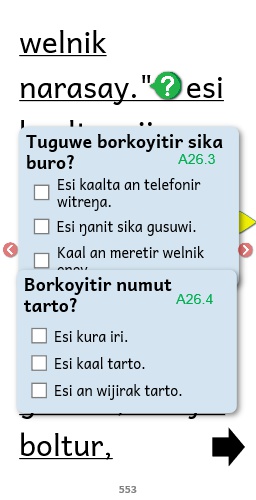 welnik
narasay."? esi
Tuguwe borkoyitir sika
buro?
A26.3
Esi kaalta an telefonir
witreŋa.
Esi ŋanit sika gusuwi.
Kaal an meretir welnik
Borkoyitir numut
tarto?
A26.4
Esi kura iri.
Esi kaal tarto.
Esi an wijirak tarto.
boltur,
553